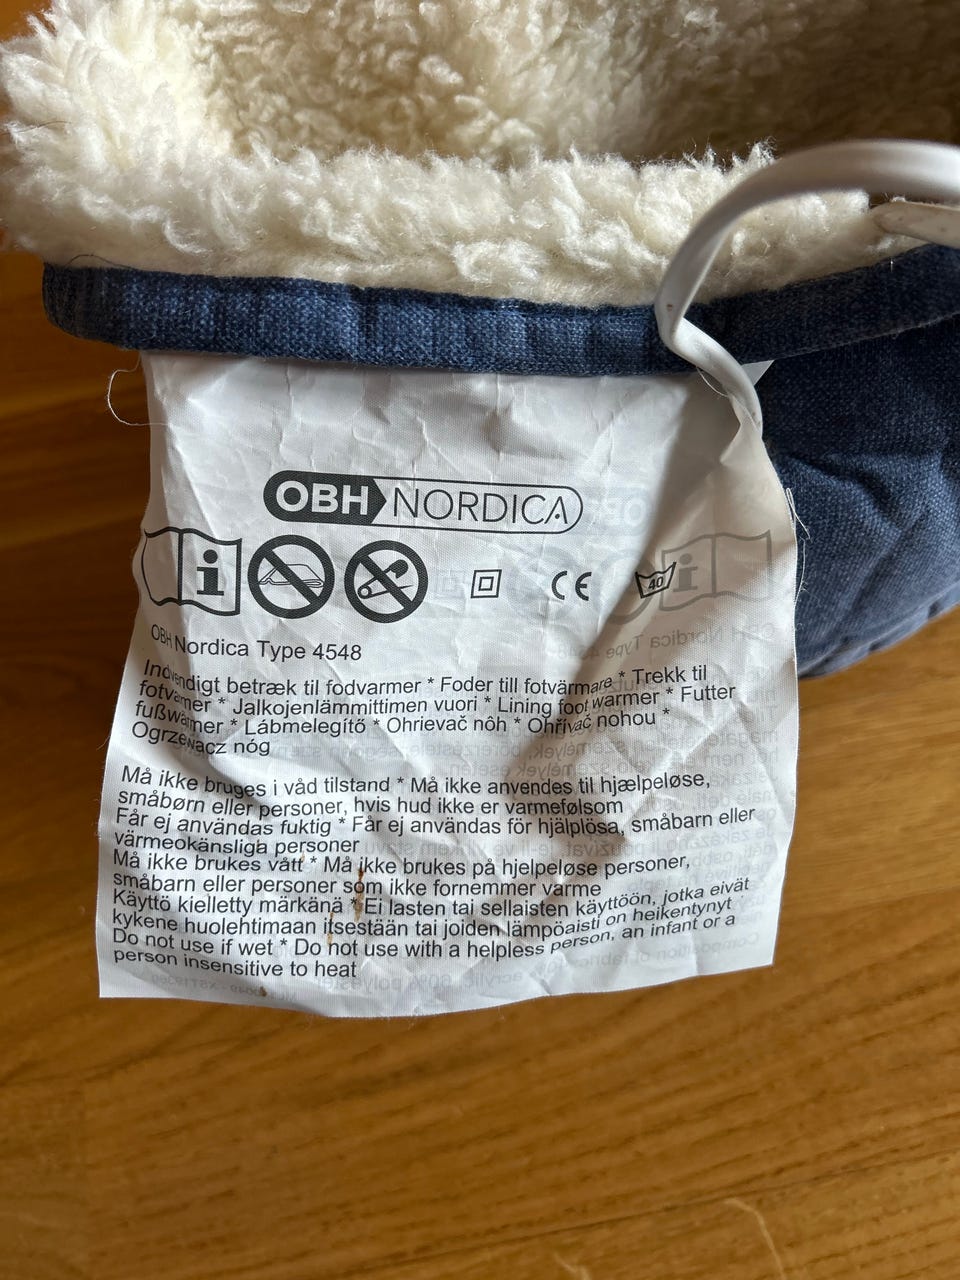 OBH NORDICA
40
OBH Nordica Type 4548
Indvendigt betræk til fodvarmer * Foder till fotvärmare * Trekk til
fotvarmer * Jalkojenlämmittimen vuori * Lining foot warmer * Futter
fußwärmer * Lábmelegítő * Ohrievač nôh * Ohřívač nohou *
Ogrzewacz nóg
Må ikke bruges i våd tilstand * Må ikke anvendes til hjælpeløse,
småbørn eller personer, hvis hud ikke er varmefølsom
Får ej användas fuktig * Får ej användas för hjälplösa, småbarn eller
värmeokänsliga personer
Må ikke brukes vått * Må ikke brukes på hjelpeløse personer,
småbarn eller personer som ikke fornemmer varme
Käyttö kielletty märkänä * Ei lasten tai sellaisten käyttöön, jotka eivät
kykene huolehtimaan itsestään tai joiden lämpöaisti on heikentynyt
Do not use if wet * Do not use with a helpless person, an infant or a
person insensitive to heat